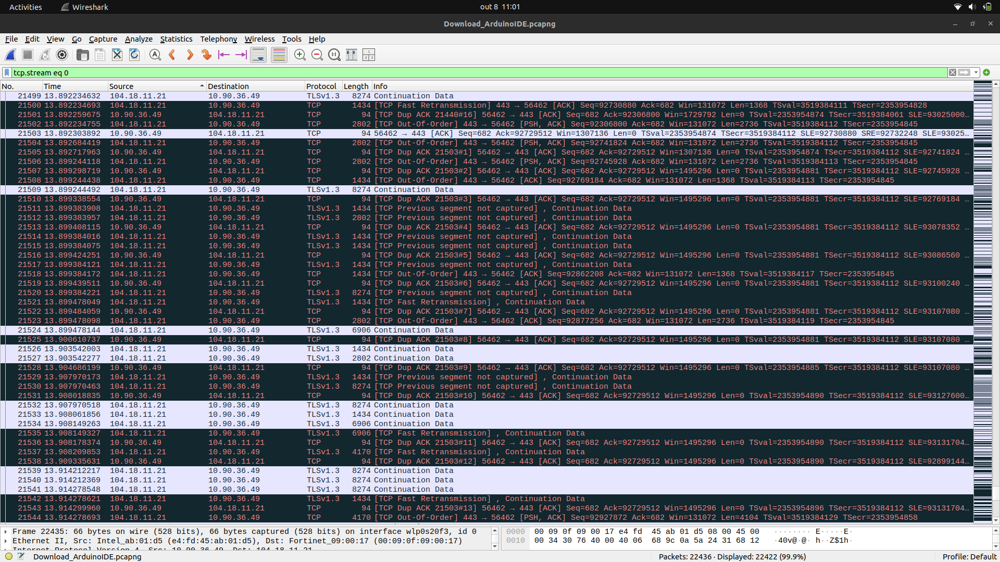 Activities Wireshark out 8 11:01
Download_ArduinoIDE.pcapng
File Edit View Go Capture Analyze Statistics Telephony Wireless Tools Help
tcp.stream eq 0
No. Time Source Destination Protocol Length Info
21499 13.892234632 104.18.11.21 10.90.36.49 TLSv1.3 8274 Continuation Data
21500 13.892234693 104.18.11.21 10.90.36.49 TCP 1434 [TCP Fast Retransmission] 443 → 56462 [ACK] Seq=92730880 Ack=682 Win=131072 Len=1368 TSval=3519384111 TSecr=2353954828
21501 13.892259675 10.90.36.49 104.18.11.21 TCP 94 [TCP Dup ACK 21440#16] 56462 → 443 [ACK] Seq=682 Ack=92306800 Win=1729792 Len=0 TSval=2353954874 TSecr=3519384061 SLE=93025000…
21502 13.892234755 104.18.11.21 10.90.36.49 TCP 2802 [TCP Out-Of-Order] 443 → 56462 [PSH, ACK] Seq=92306800 Ack=682 Win=131072 Len=2736 TSval=3519384112 TSecr=2353954845
21503 13.892303892 10.90.36.49 104.18.11.21 TCP 94 56462 → 443 [ACK] Seq=682 Ack=92729512 Win=1307136 Len=0 TSval=2353954874 TSecr=3519384112 SLE=92730880 SRE=92732248 SLE=93025…
21504 13.892684419 104.18.11.21 10.90.36.49 TCP 2802 [TCP Out-Of-Order] 443 → 56462 [PSH, ACK] Seq=92741824 Ack=682 Win=131072 Len=2736 TSval=3519384112 TSecr=2353954845
21505 13.892717963 10.90.36.49 104.18.11.21 TCP 94 [TCP Dup ACK 21503#1] 56462 → 443 [ACK] Seq=682 Ack=92729512 Win=1307136 Len=0 TSval=2353954874 TSecr=3519384112 SLE=92741824 …
21506 13.899244118 104.18.11.21 10.90.36.49 TCP 2802 [TCP Out-Of-Order] 443 → 56462 [PSH, ACK] Seq=92745928 Ack=682 Win=131072 Len=2736 TSval=3519384113 TSecr=2353954845
21507 13.899298719 10.90.36.49 104.18.11.21 TCP 94 [TCP Dup ACK 21503#2] 56462 → 443 [ACK] Seq=682 Ack=92729512 Win=1495296 Len=0 TSval=2353954881 TSecr=3519384112 SLE=92745928 …
21508 13.899244438 104.18.11.21 10.90.36.49 TCP 1434 [TCP Out-Of-Order] 443 → 56462 [ACK] Seq=92769184 Ack=682 Win=131072 Len=1368 TSval=3519384113 TSecr=2353954845
21509 13.899244492 104.18.11.21 10.90.36.49 TLSv1.3 8274 Continuation Data
21510 13.899338554 10.90.36.49 104.18.11.21 TCP 94 [TCP Dup ACK 21503#3] 56462 → 443 [ACK] Seq=682 Ack=92729512 Win=1495296 Len=0 TSval=2353954881 TSecr=3519384112 SLE=92769184 …
21511 13.899383908 104.18.11.21 10.90.36.49 TLSv1.3 1434 [TCP Previous segment not captured] , Continuation Data
21512 13.899383957 104.18.11.21 10.90.36.49 TLSv1.3 2802 [TCP Previous segment not captured] , Continuation Data
21513 13.899408115 10.90.36.49 104.18.11.21 TCP 94 [TCP Dup ACK 21503#4] 56462 → 443 [ACK] Seq=682 Ack=92729512 Win=1495296 Len=0 TSval=2353954881 TSecr=3519384112 SLE=93078352 …
21514 13.899384016 104.18.11.21 10.90.36.49 TLSv1.3 1434 [TCP Previous segment not captured] , Continuation Data
21515 13.899384075 104.18.11.21 10.90.36.49 TLSv1.3 1434 [TCP Previous segment not captured] , Continuation Data
21516 13.899424251 10.90.36.49 104.18.11.21 TCP 94 [TCP Dup ACK 21503#5] 56462 → 443 [ACK] Seq=682 Ack=92729512 Win=1495296 Len=0 TSval=2353954881 TSecr=3519384112 SLE=93086560 …
21517 13.899384121 104.18.11.21 10.90.36.49 TLSv1.3 1434 [TCP Previous segment not captured] , Continuation Data
21518 13.899384172 104.18.11.21 10.90.36.49 TCP 1434 [TCP Out-Of-Order] 443 → 56462 [ACK] Seq=92862208 Ack=682 Win=131072 Len=1368 TSval=3519384117 TSecr=2353954845
21519 13.899439511 10.90.36.49 104.18.11.21 TCP 94 [TCP Dup ACK 21503#6] 56462 → 443 [ACK] Seq=682 Ack=92729512 Win=1495296 Len=0 TSval=2353954881 TSecr=3519384112 SLE=93100240 …
21520 13.899384221 104.18.11.21 10.90.36.49 TLSv1.3 8274 [TCP Previous segment not captured] , Continuation Data
21521 13.899478049 104.18.11.21 10.90.36.49 TLSv1.3 1434 [TCP Fast Retransmission] , Continuation Data
21522 13.899484059 10.90.36.49 104.18.11.21 TCP 94 [TCP Dup ACK 21503#7] 56462 → 443 [ACK] Seq=682 Ack=92729512 Win=1495296 Len=0 TSval=2353954881 TSecr=3519384112 SLE=93107080 …
21523 13.899478098 104.18.11.21 10.90.36.49 TCP 2802 [TCP Out-Of-Order] 443 → 56462 [ACK] Seq=92877256 Ack=682 Win=131072 Len=2736 TSval=3519384119 TSecr=2353954845
21524 13.899478144 104.18.11.21 10.90.36.49 TLSv1.3 6906 Continuation Data
21525 13.900610737 10.90.36.49 104.18.11.21 TCP 94 [TCP Dup ACK 21503#8] 56462 → 443 [ACK] Seq=682 Ack=92729512 Win=1495296 Len=0 TSval=2353954881 TSecr=3519384112 SLE=93107080 …
21526 13.903542003 104.18.11.21 10.90.36.49 TLSv1.3 1434 Continuation Data
21527 13.903542277 104.18.11.21 10.90.36.49 TLSv1.3 2802 Continuation Data
21528 13.904686199 10.90.36.49 104.18.11.21 TCP 94 [TCP Dup ACK 21503#9] 56462 → 443 [ACK] Seq=682 Ack=92729512 Win=1495296 Len=0 TSval=2353954885 TSecr=3519384112 SLE=93107080 …
21529 13.907970173 104.18.11.21 10.90.36.49 TLSv1.3 1434 [TCP Previous segment not captured] , Continuation Data
21530 13.907970463 104.18.11.21 10.90.36.49 TLSv1.3 8274 [TCP Previous segment not captured] , Continuation Data
21531 13.908018835 10.90.36.49 104.18.11.21 TCP 94 [TCP Dup ACK 21503#10] 56462 → 443 [ACK] Seq=682 Ack=92729512 Win=1495296 Len=0 TSval=2353954890 TSecr=3519384112 SLE=93127600…
21532 13.907970518 104.18.11.21 10.90.36.49 TLSv1.3 8274 Continuation Data
21533 13.908061856 104.18.11.21 10.90.36.49 TLSv1.3 1434 Continuation Data
21534 13.908149263 104.18.11.21 10.90.36.49 TLSv1.3 6906 Continuation Data
21535 13.908149327 104.18.11.21 10.90.36.49 TLSv1.3 6906 [TCP Fast Retransmission] , Continuation Data
21536 13.908178374 10.90.36.49 104.18.11.21 TCP 94 [TCP Dup ACK 21503#11] 56462 → 443 [ACK] Seq=682 Ack=92729512 Win=1495296 Len=0 TSval=2353954890 TSecr=3519384112 SLE=93131704…
21537 13.908209853 104.18.11.21 10.90.36.49 TLSv1.3 4170 [TCP Fast Retransmission] , Continuation Data
21538 13.909335631 10.90.36.49 104.18.11.21 TCP 94 [TCP Dup ACK 21503#12] 56462 → 443 [ACK] Seq=682 Ack=92729512 Win=1495296 Len=0 TSval=2353954890 TSecr=3519384112 SLE=92899144…
21539 13.914212217 104.18.11.21 10.90.36.49 TLSv1.3 8274 Continuation Data
21540 13.914212369 104.18.11.21 10.90.36.49 TLSv1.3 8274 Continuation Data
21541 13.914278548 104.18.11.21 10.90.36.49 TLSv1.3 8274 Continuation Data
21542 13.914278621 104.18.11.21 10.90.36.49 TLSv1.3 1434 [TCP Fast Retransmission] , Continuation Data
21543 13.914299960 10.90.36.49 104.18.11.21 TCP 94 [TCP Dup ACK 21503#13] 56462 → 443 [ACK] Seq=682 Ack=92729512 Win=1495296 Len=0 TSval=2353954896 TSecr=3519384112 SLE=93131704…
21544 13.914278693 104.18.11.21 10.90.36.49 TCP 4170 [TCP Out-Of-Order] 443 → 56462 [PSH, ACK] Seq=92927872 Ack=682 Win=131072 Len=4104 TSval=3519384129 TSecr=2353954858
Frame 22435: 66 bytes on wire (528 bits), 66 bytes captured (528 bits) on interface wlp0s20f3, id 0
Ethernet II, Src: Intel_ab:01:d5 (e4:fd:45:ab:01:d5), Dst: Fortinet_09:00:17 (00:09:0f:09:00:17)
Internet Protocol Version 4, Src: 10.90.36.49, Dst: 104.18.11.21
0000 00 09 0f 09 00 17 e4 fd 45 ab 01 d5 08 00 45 00 ········ E·····E·
0010 00 34 30 76 40 00 40 06 68 9c 0a 5a 24 31 68 12 ·40v@·@· h··Z$1h·
Download_ArduinoIDE.pcapng Packets: 22436 · Displayed: 22422 (99.9%) Profile: Default